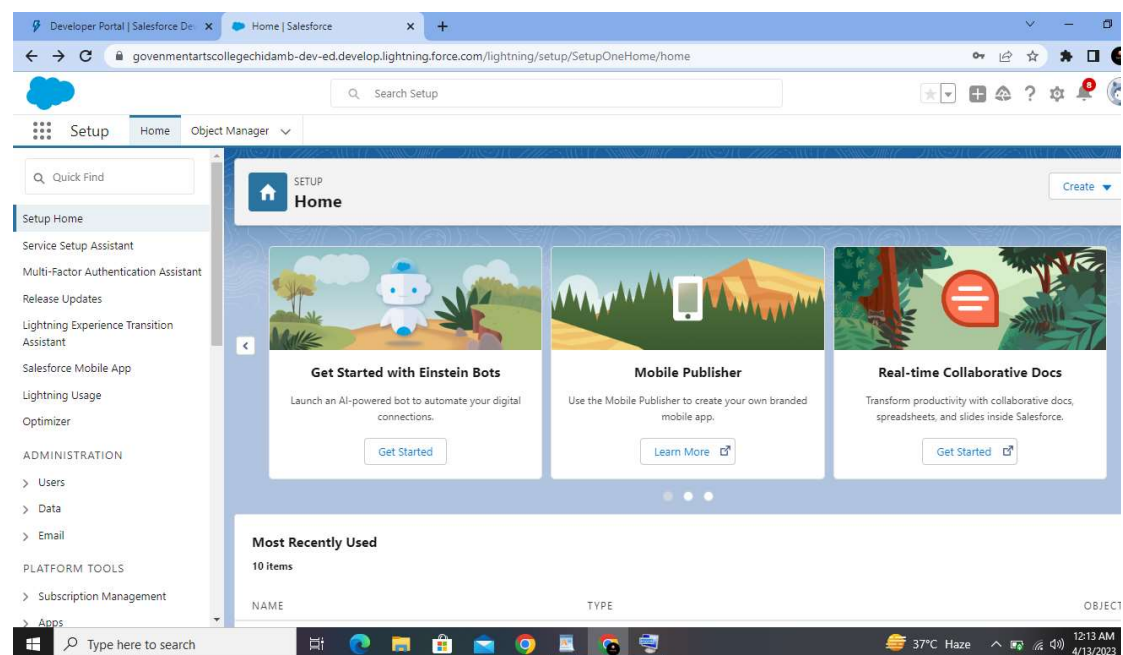 Developer Portal | Salesforce De
Home | Salesforce
govenmentartscollegechidamb-dev-ed.develop.lightning.force.com/lightning/setup/SetupOneHome/home
Search Setup
8
Setup
Home
Object Manager
Quick Find
Setup Home
Service Setup Assistant
Multi-Factor Authentication Assistant
Release Updates
Lightning Experience Transition
Assistant
Salesforce Mobile App
Lightning Usage
Optimizer
ADMINISTRATION
Users
Data
Email
PLATFORM TOOLS
Subscription Management
Apps
SETUP
Home
Create
Get Started with Einstein Bots
Launch an AI-powered bot to automate your digital
connections.
Get Started
Mobile Publisher
Use the Mobile Publisher to create your own branded
mobile app.
Learn More
Real-time Collaborative Docs
Transform productivity with collaborative docs,
spreadsheets, and slides inside Salesforce.
Get Started
Most Recently Used
10 items
NAME
TYPE
OBJECT
Type here to search
37°C Haze
12:13 AM
4/13/2023